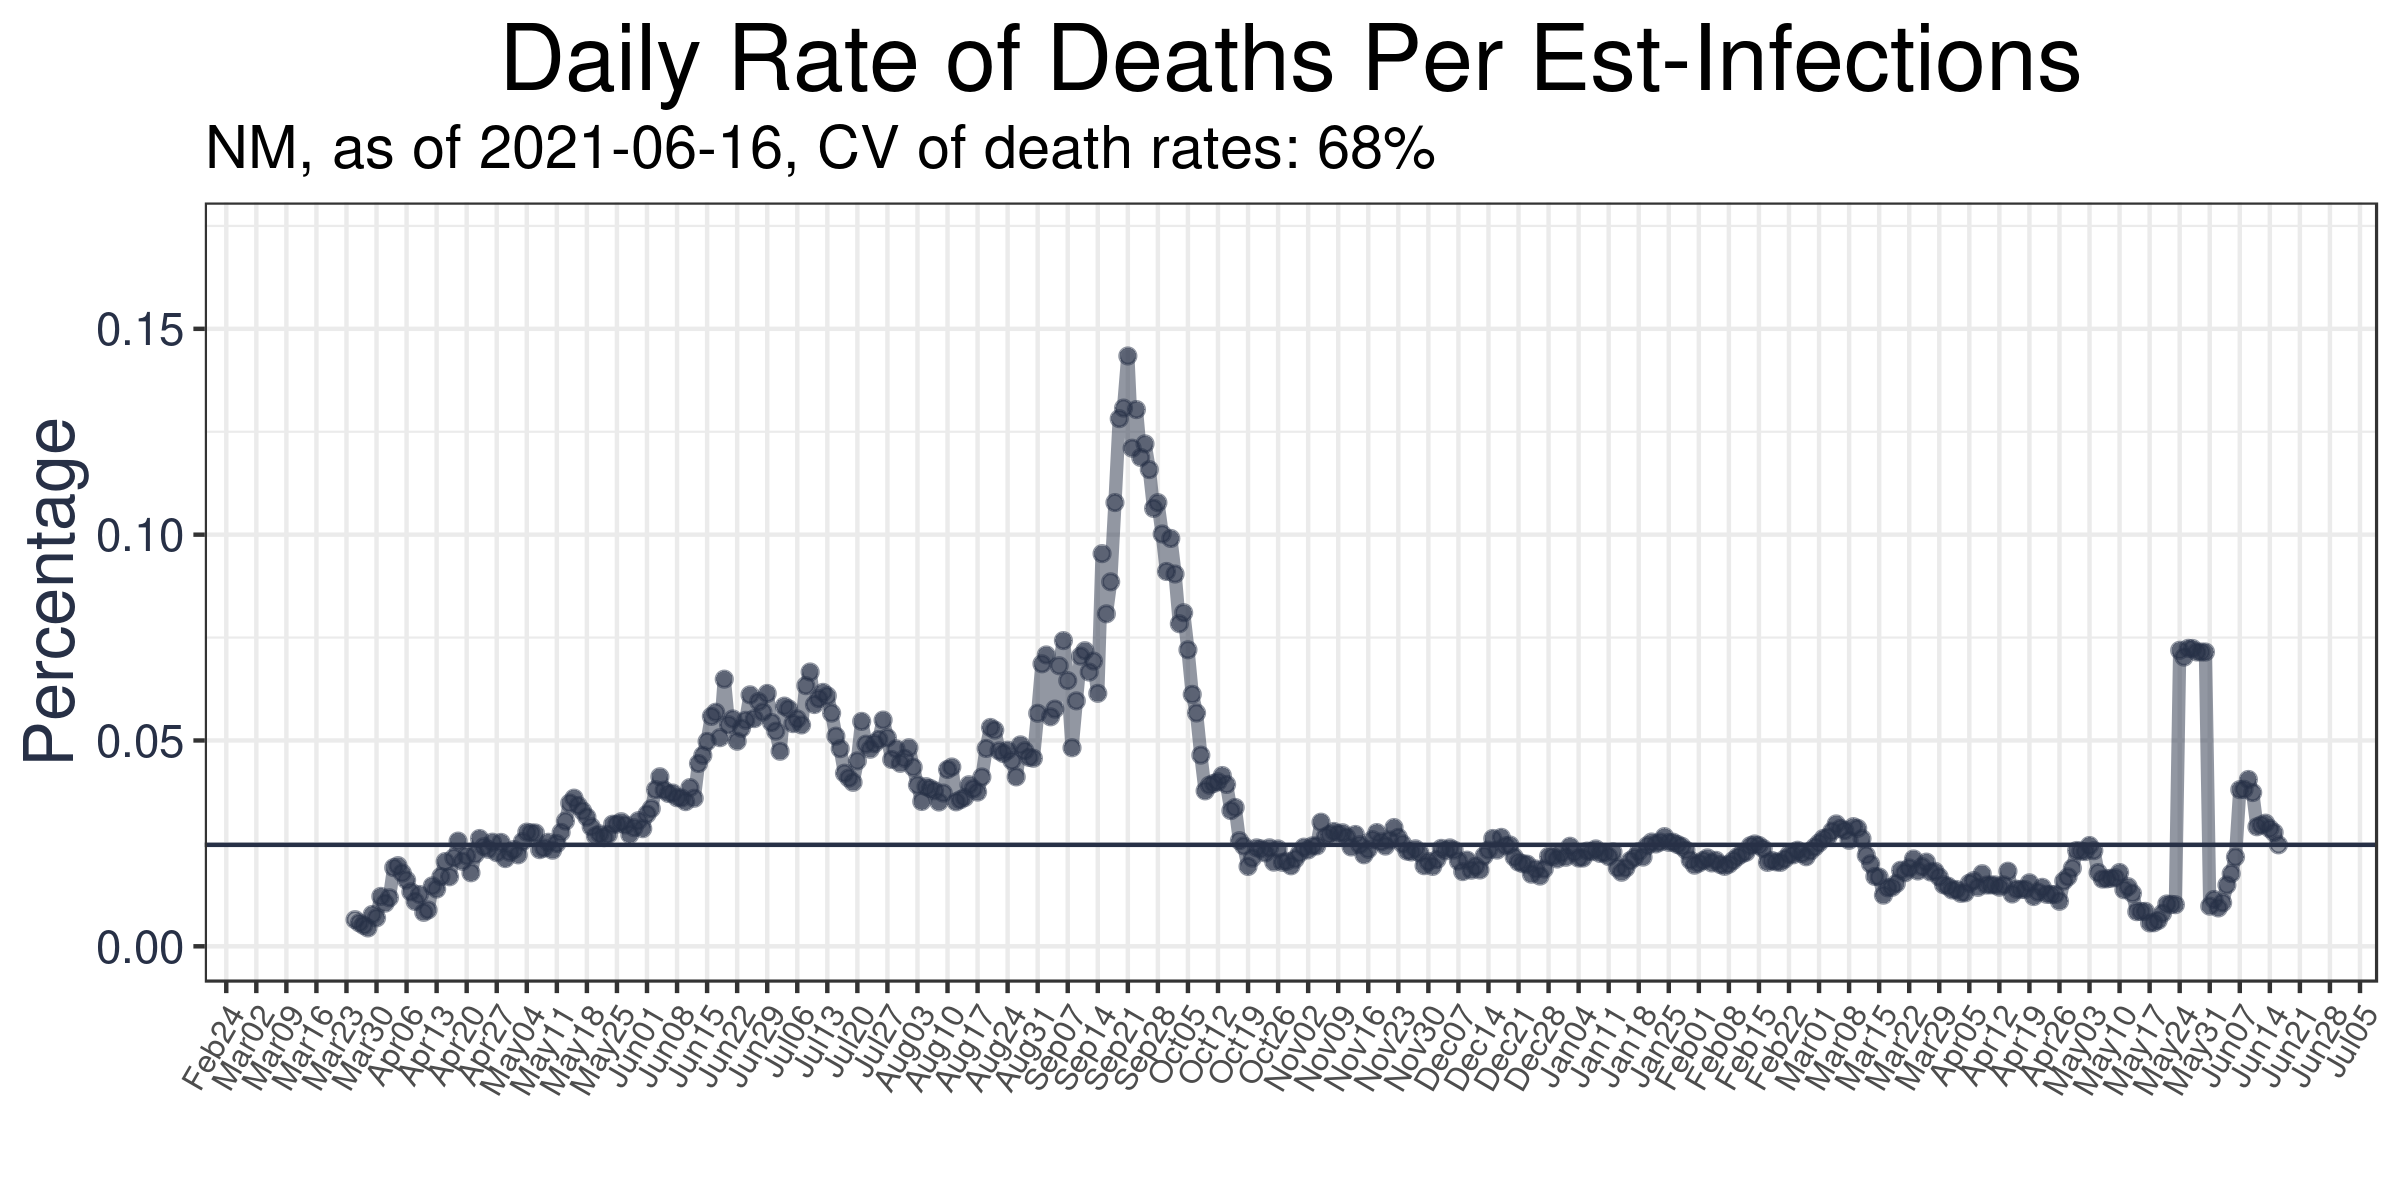 Daily Rate of Deaths Per Est-Infections
NM, as of 2021-06-16, CV of death rates: 68%
Percentage
0.15
0.10
0.05
0.00
Feb24
Mar02
Mar09
Mar16
Mar23
Mar30
Apr06
Apr13
Apr20
Apr27
May04
May11
May18
May25
Jun01
Jun08
Jun15
Jun22
Jun29
Jul06
Jul13
Jul20
Jul27
Aug03
Aug10
Aug17
Aug24
Aug31
Sep07
Sep14
Sep21
Sep28
Oct05
Oct12
Oct19
Oct26
Nov02
Nov09
Nov16
Nov23
Nov30
Dec07
Dec14
Dec21
Dec28
Jan04
Jan11
Jan18
Jan25
Feb01
Feb08
Feb15
Feb22
Mar01
Mar08
Mar15
Mar22
Mar29
Apr05
Apr12
Apr19
Apr26
May03
May10
May17
May24
May31
Jun07
Jun14
Jun21
Jun28
Jul05